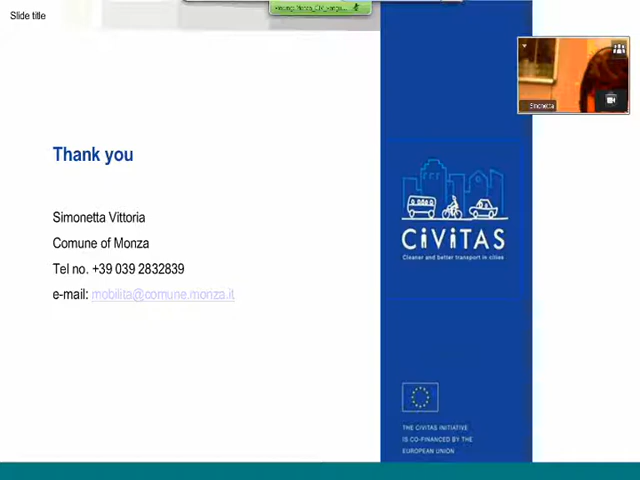 Slide title
Thank you
Simonetta Vittoria
Comune of Monza
Tel no. +39 039 2832839
e-mail: mobilita@comune.monza.it
CiViTAS
Cleaner and better transport in cities
THE CIVITAS INITIATIVE
IS CO-FINANCED BY THE
EUROPEAN UNION
Simonetta